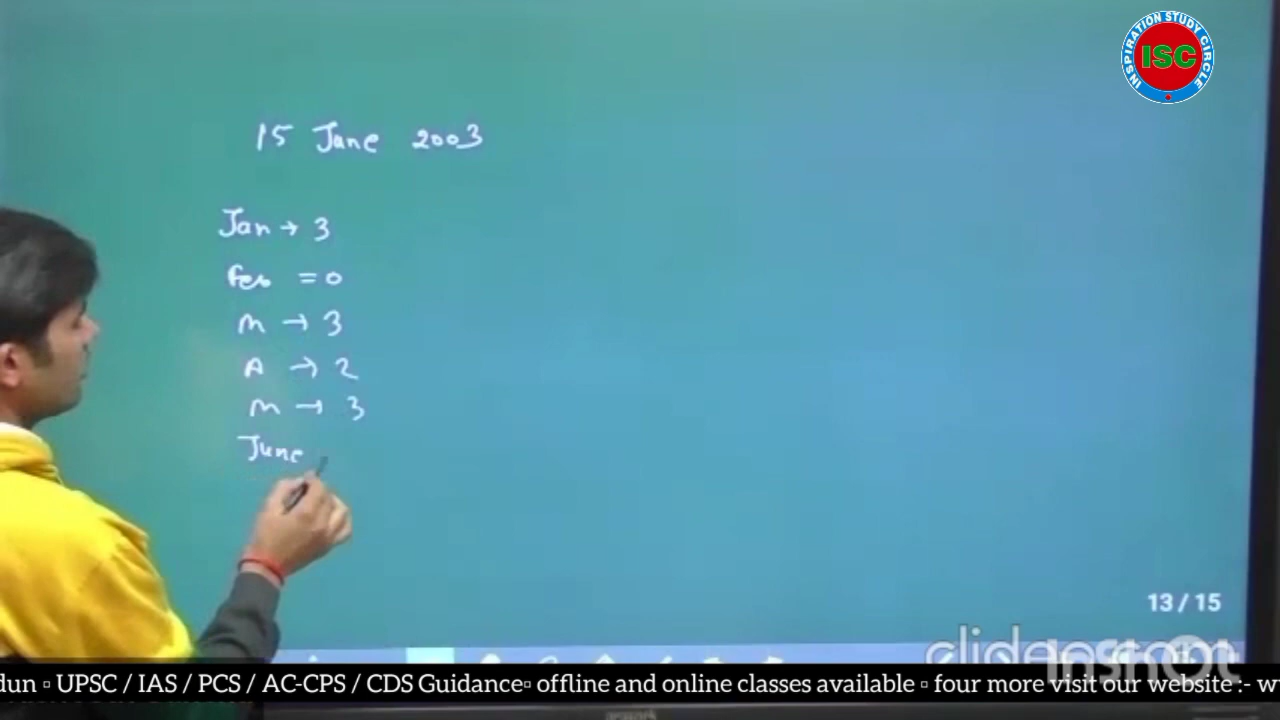 INSPIRATION STUDY CIRCLE
ISC
15 June 2003
Jan → 3
Feb = 0
M → 3
A → 2
M → 3
June
13 / 15
dun ▫ UPSC / IAS / PCS / AC-CPS / CDS Guidance▫ offline and online classes available ▫ four more visit our website :- w